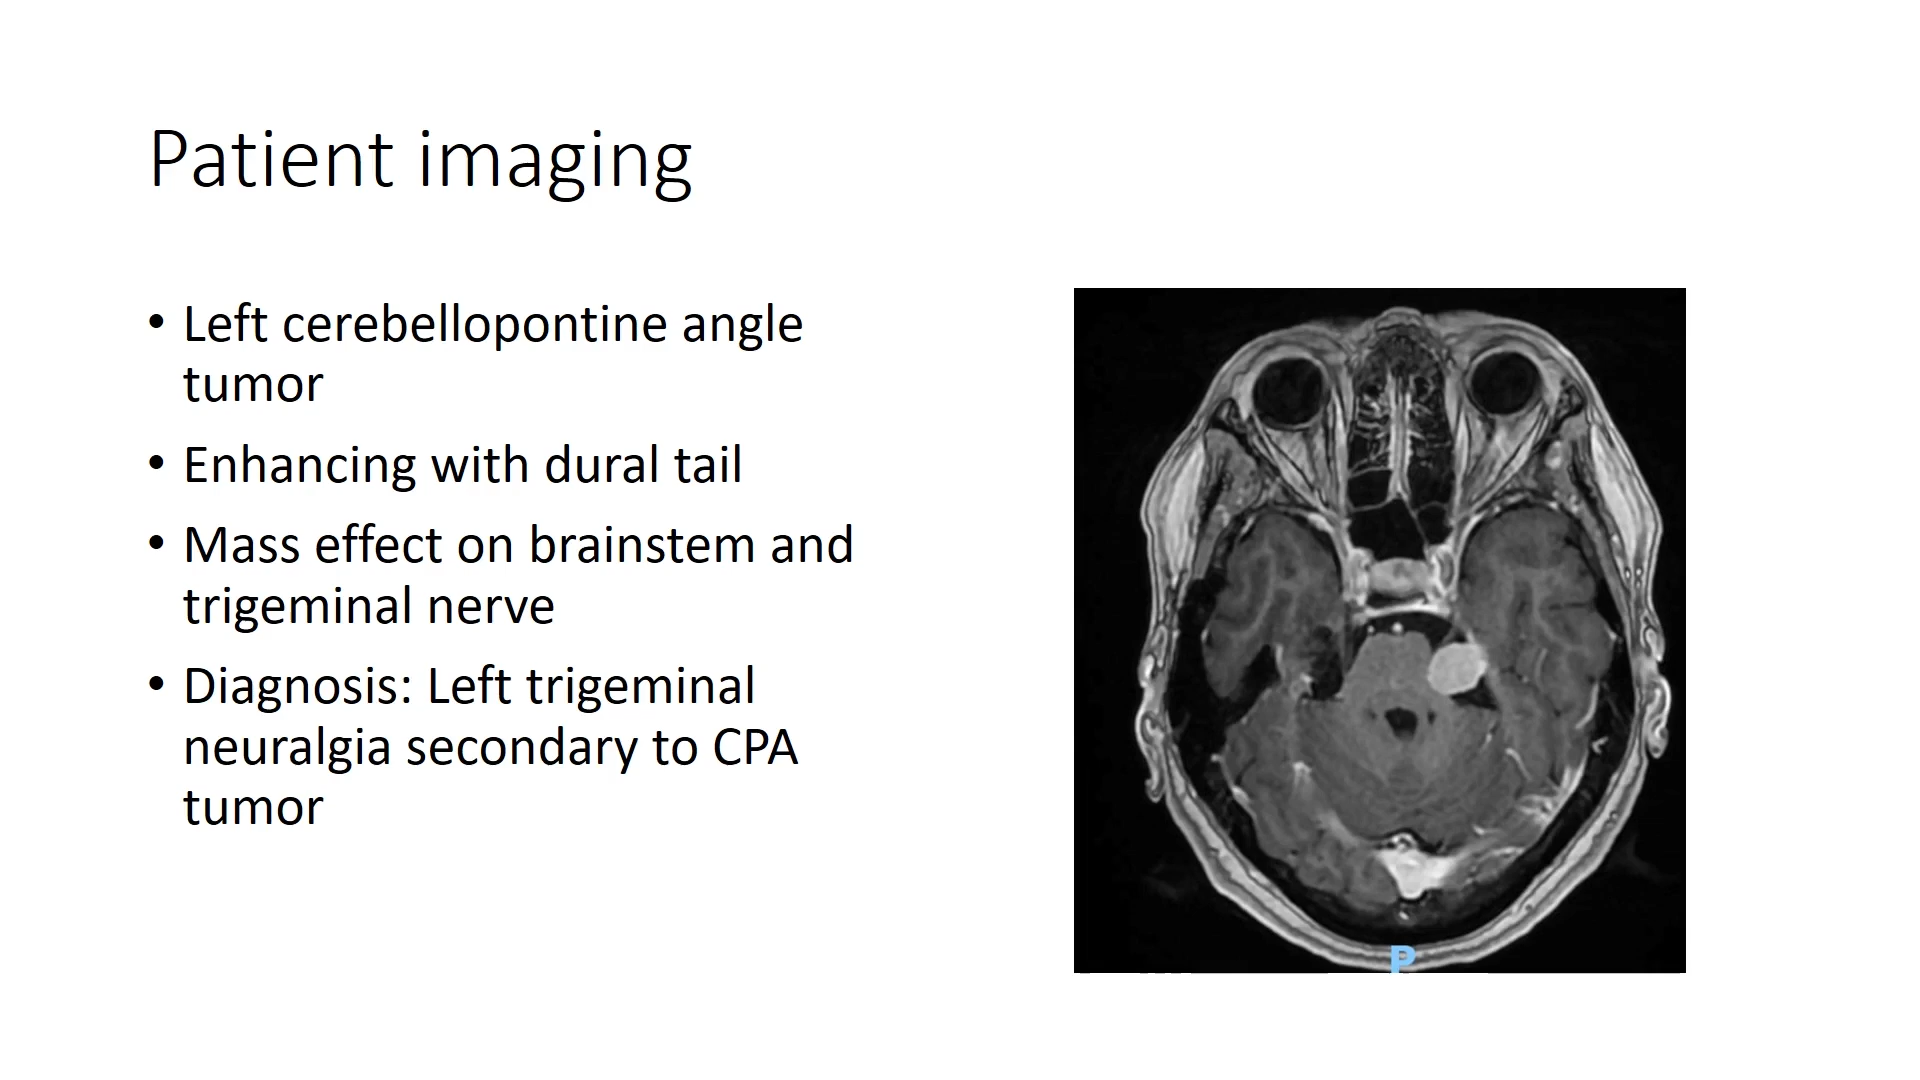 Patient imaging
• Left cerebellopontine angle
tumor
• Enhancing with dural tail
• Mass effect on brainstem and
trigeminal nerve
• Diagnosis: Left trigeminal
neuralgia secondary to CPA
tumor
P